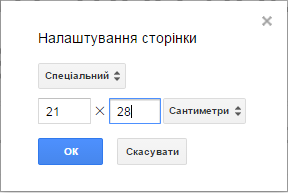 Налаштування сторінки
Спеціальний
21 × 28 Сантиметри
ОК Скасувати